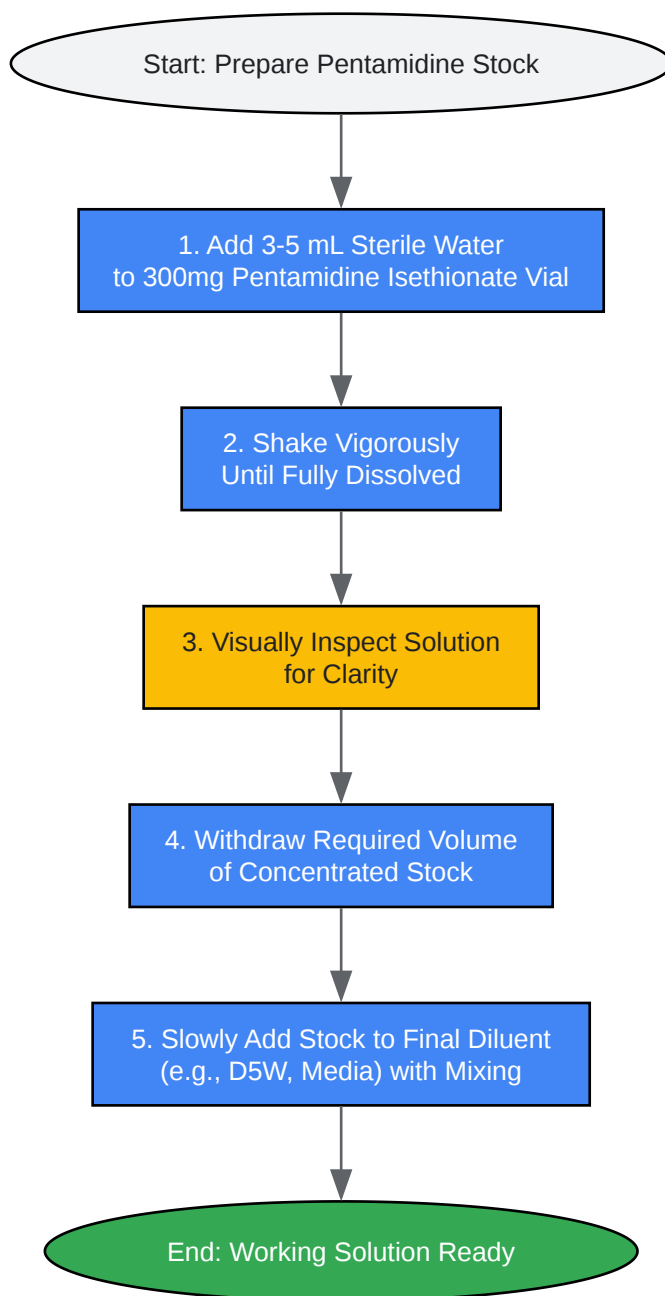 Start: Prepare Pentamidine Stock
1. Add 3-5 mL Sterile Water
to 300mg Pentamidine Isethionate Vial
2. Shake Vigorously
Until Fully Dissolved
3. Visually Inspect Solution
for Clarity
4. Withdraw Required Volume
of Concentrated Stock
5. Slowly Add Stock to Final Diluent
(e.g., D5W, Media) with Mixing
End: Working Solution Ready